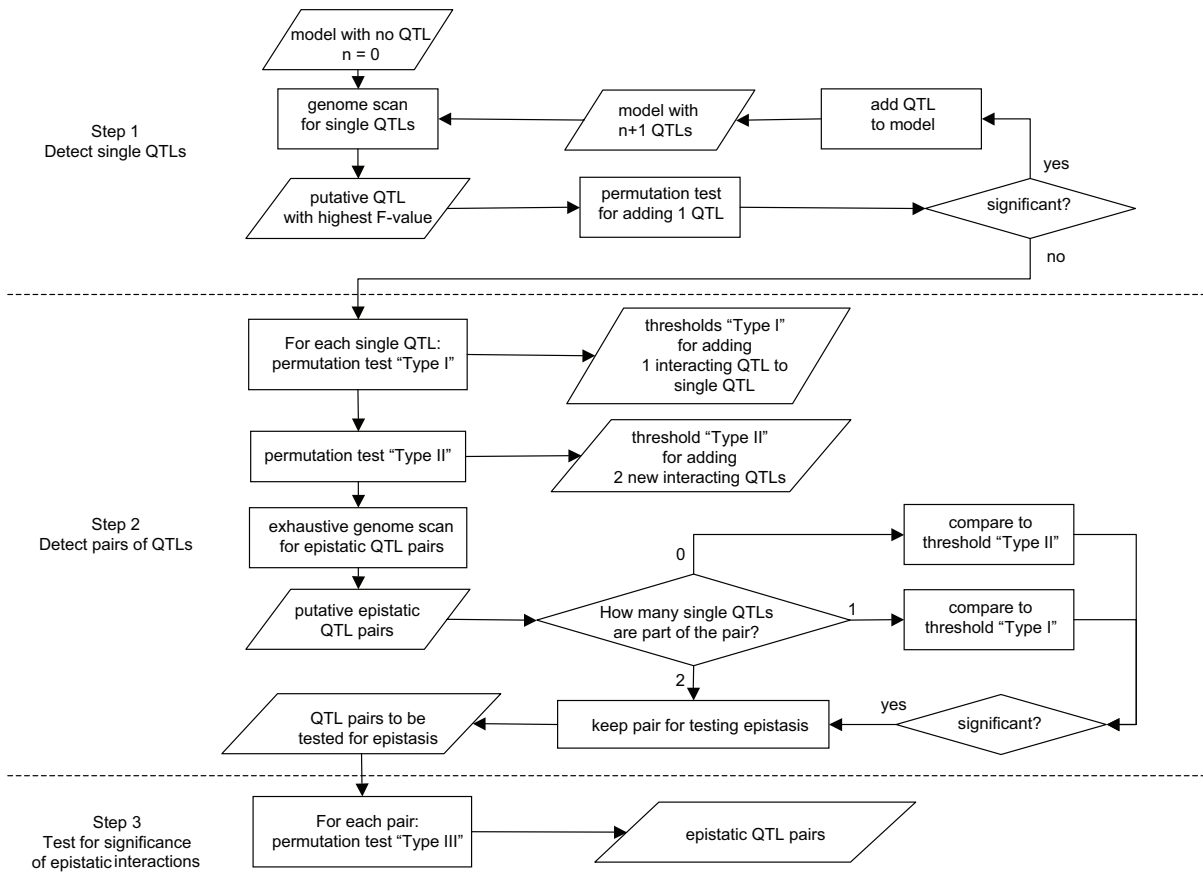 model with no QTL
n = 0
Step 1
Detect single QTLs
genome scan
for single QTLs
model with
n+1 QTLs
add QTL
to model
yes
putative QTL
with highest F-value
permutation test
for adding 1 QTL
significant?
no
For each single QTL:
permutation test “Type I”
thresholds “Type I”
for adding
1 interacting QTL to
single QTL
permutation test “Type II”
threshold “Type II”
for adding
2 new interacting QTLs
Step 2
Detect pairs of QTLs
exhaustive genome scan
for epistatic QTL pairs
0
compare to
threshold “Type II”
putative epistatic
QTL pairs
How many single QTLs
are part of the pair?
1
compare to
threshold “Type I”
2
QTL pairs to be
tested for epistasis
keep pair for testing epistasis
yes
significant?
Step 3
Test for significance
of epistatic interactions
For each pair:
permutation test “Type III”
epistatic QTL pairs